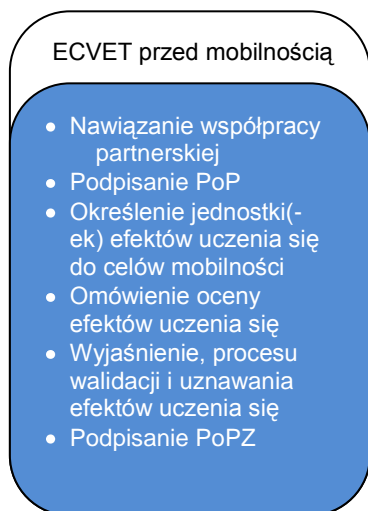 ECVET przed mobilnością
• Nawiązanie współpracy
partnerskiej
• Podpisanie PoP
• Określenie jednostki(-
ek) efektów uczenia się
do celów mobilności
• Omówienie oceny
efektów uczenia się
• Wyjaśnienie, procesu
walidacji i uznawania
efektów uczenia się
• Podpisanie PoPZ